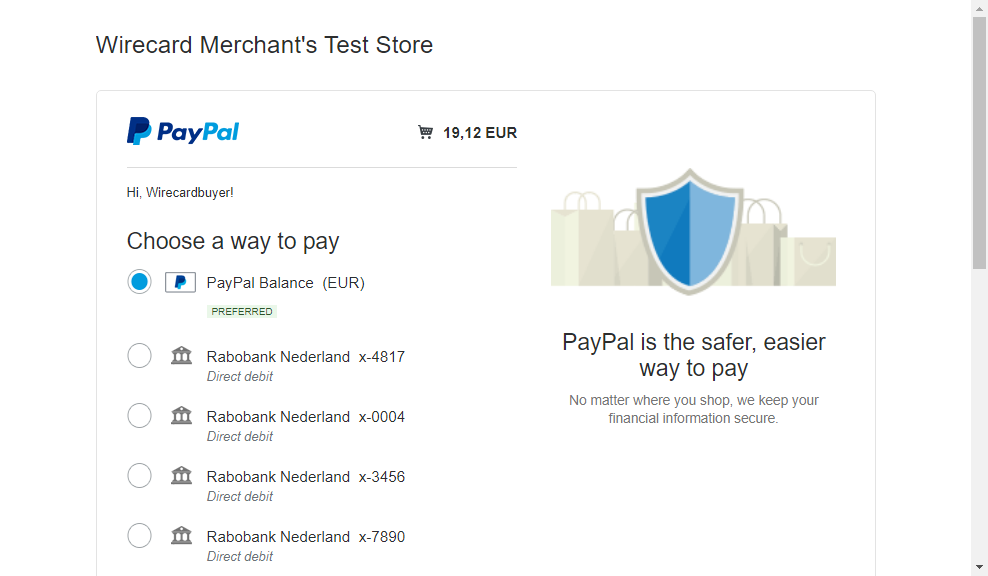 Wirecard Merchant's Test Store
PayPal
19,12 EUR
Hi, Wirecardbuyer!
Choose a way to pay
PayPal Balance (EUR)
PREFERRED
Rabobank Nederland x-4817
Direct debit
Rabobank Nederland x-0004
Direct debit
Rabobank Nederland x-3456
Direct debit
Rabobank Nederland x-7890
Direct debit
PayPal is the safer, easier
way to pay
No matter where you shop, we keep your
financial information secure.